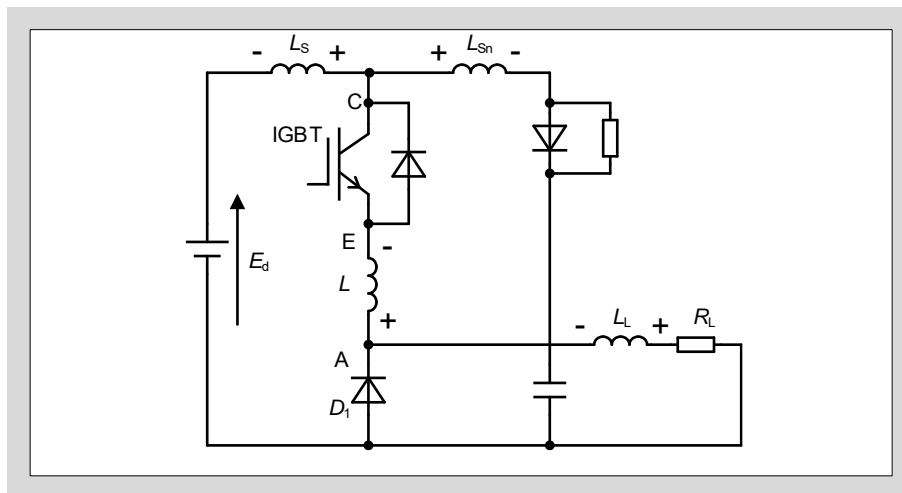 - LS +
+ LSn -
C
IGBT
E
-
Ed
L
+
- LL +
RL
A
D1